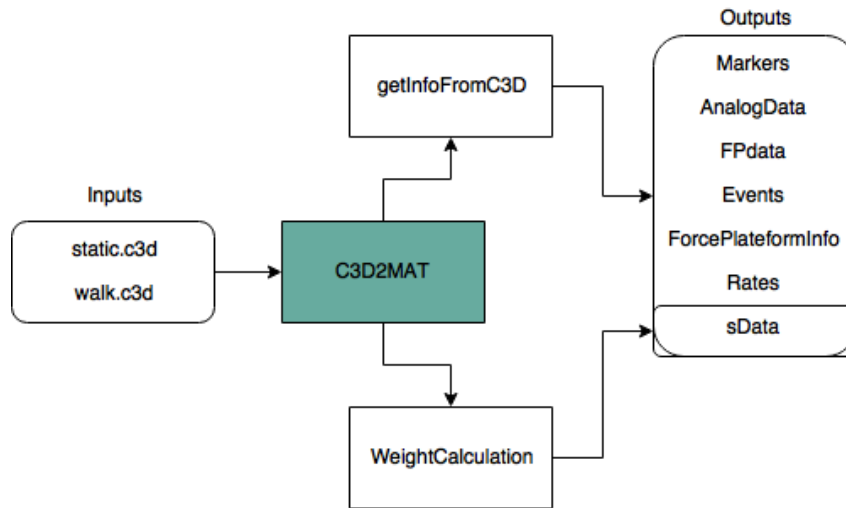 Inputs
static.c3d
walk.c3d
C3D2MAT
getInfoFromC3D
WeightCalculation
Outputs
Markers
AnalogData
FPdata
Events
ForcePlateformInfo
Rates
sData